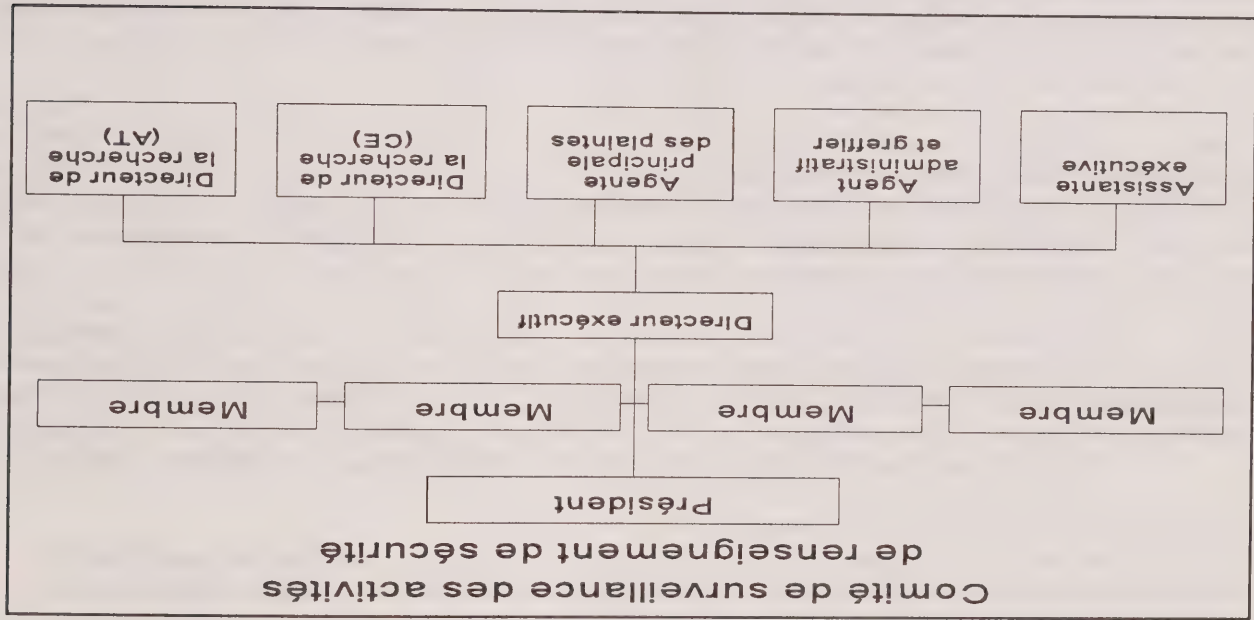 Comité de surveillance des activités
de renseignement de sécurité
Président
Membre
Membre
Membre
Membre
Directeur exécutif
Assistante
exécutive
Agent
administratif
et greffier
Agente
principale
des plaintes
Directeur de
la recherche
(CE)
Directeur de
la recherche
(AT)